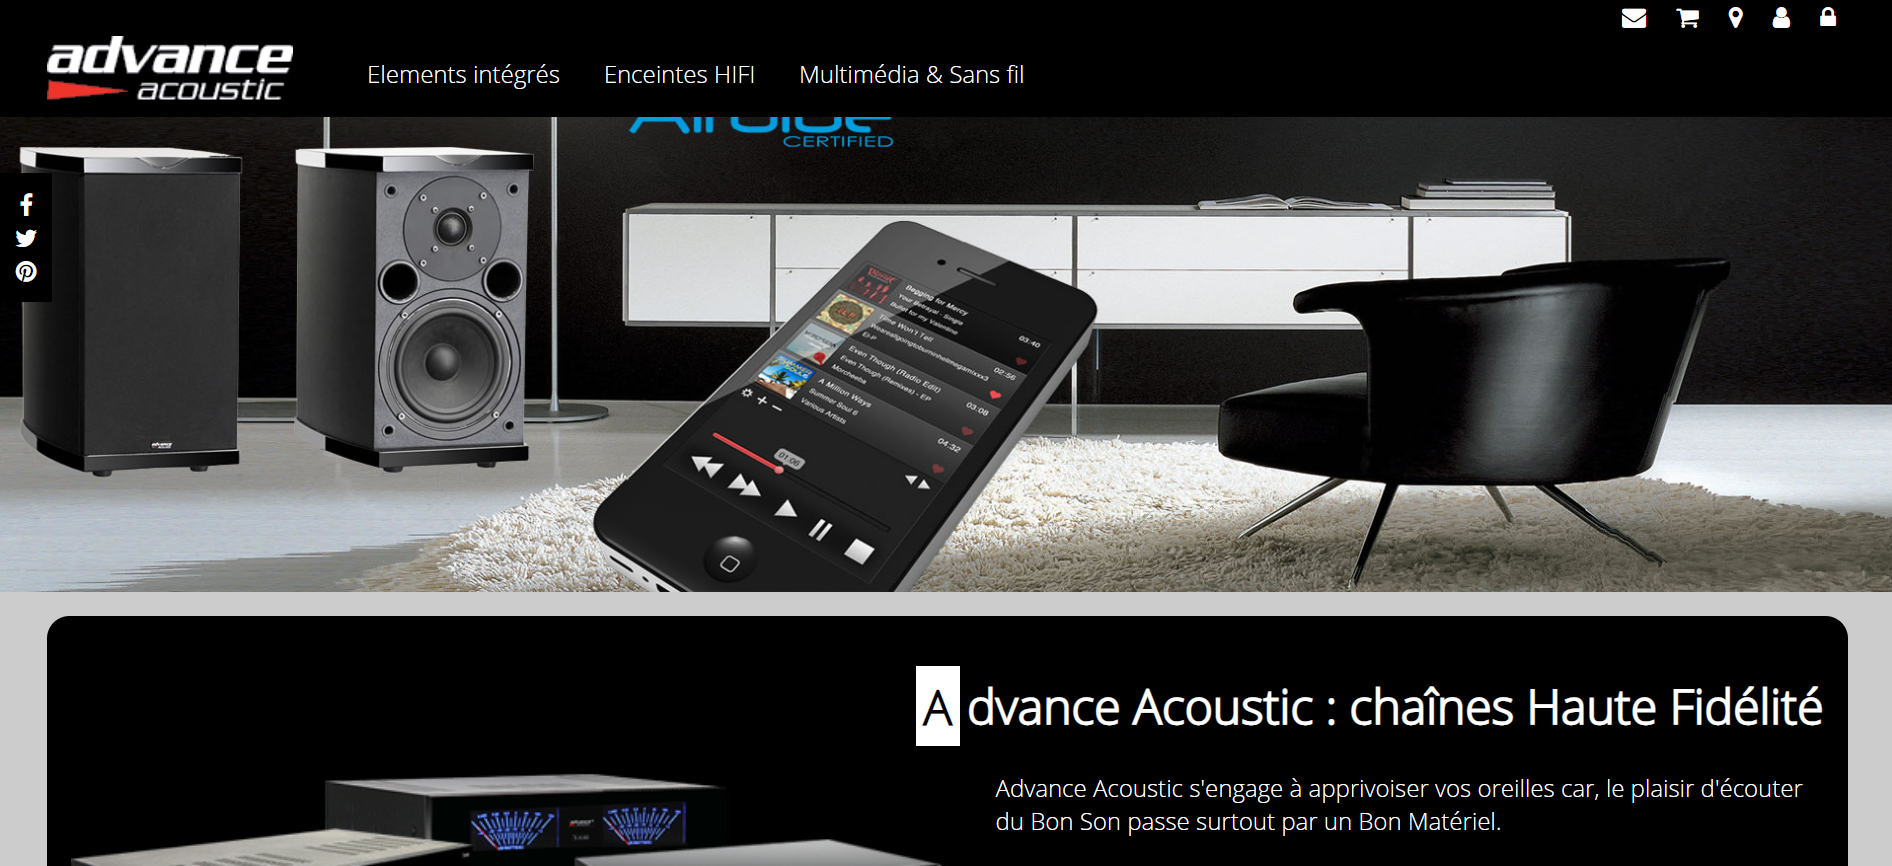 advance
acoustic
Elements intégrés
Enceintes HIFI
Multimédia & Sans fil
CERTIFIED
Begging for Mercy
Your Betrayal - Single
Bullet for my Valentine
03:40
Time Won't Tell
Weareallgoingtoburninhellmegamixxx3
EI-P
02:56
Even Though (Radio Edit)
Even Though (Remixes) - EP
Morcheeba
03:08
A Million Ways
Summer Soul 6
Various Artists
04:32
01:06
advance
Advance Acoustic : chaînes Haute Fidélité
Advance Acoustic s'engage à apprivoiser vos oreilles car, le plaisir d'écouter
du Bon Son passe surtout par un Bon Matériel.